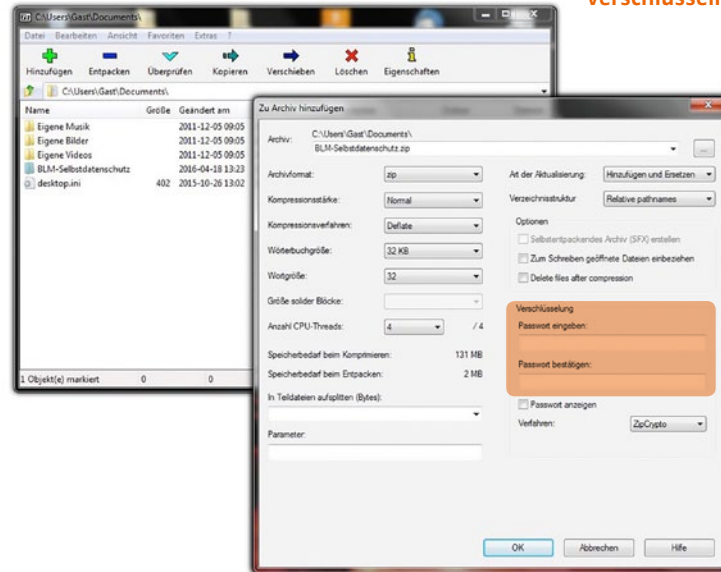 verschlüsseln
C:\Users\Gast\Documents\
Datei Bearbeiten Ansicht Favoriten Extras ?
Hinzufügen Entpacken Überprüfen Kopieren Verschieben Löschen Eigenschaften
C:\Users\Gast\Documents\
Name Größe Geändert am
Eigene Musik 2011-12-05 09:05
Eigene Bilder 2011-12-05 09:05
Eigene Videos 2011-12-05 09:05
BLM-Selbstdatenschutz 2016-04-18 13:23
desktop.ini 402 2015-10-26 13:02
1 Objekt(e) markiert 0 0
Zu Archiv hinzufügen
Archiv: C:\Users\Gast\Documents\
BLM-Selbstdatenschutz.zip ...
Archivformat: zip
Kompressionsstärke: Normal
Kompressionsverfahren: Deflate
Wörterbuchgröße: 32 KB
Wortgröße: 32
Größe solider Blöcke:
Anzahl CPU-Threads: 4 / 4
Speicherbedarf beim Komprimieren: 131 MB
Speicherbedarf beim Entpacken: 2 MB
In Teildateien aufsplitten (Bytes):
Parameter:
Art der Aktualisierung: Hinzufügen und Ersetzen
Verzeichnisstruktur Relative pathnames
Optionen
Selbstentpackendes Archiv (SFX) erstellen
Zum Schreiben geöffnete Dateien einbeziehen
Delete files after compression
Verschlüsselung
Passwort eingeben:
Passwort bestätigen:
Passwort anzeigen
Verfahren: ZipCrypto
OK Abbrechen Hilfe